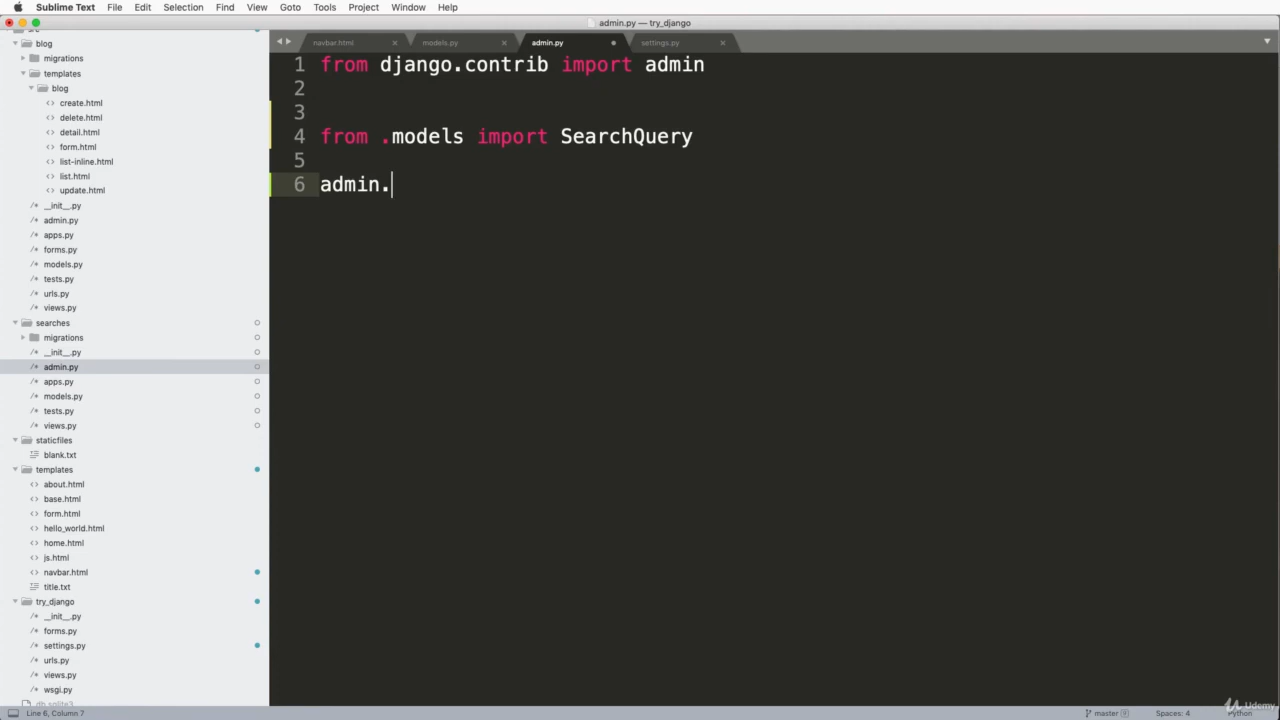 Sublime Text File Edit Selection Find View Goto Tools Project Window Help
admin.py — try_django
navbar.html models.py admin.py settings.py
blog
migrations
templates
blog
create.html
delete.html
detail.html
form.html
list-inline.html
list.html
update.html
__init__.py
admin.py
apps.py
forms.py
models.py
tests.py
urls.py
views.py
searches
migrations
__init__.py
admin.py
apps.py
models.py
tests.py
views.py
staticfiles
blank.txt
templates
about.html
base.html
form.html
hello_world.html
home.html
js.html
navbar.html
title.txt
try_django
__init__.py
forms.py
settings.py
urls.py
views.py
wsgi.py
db.sqlite3
1 from django.contrib import admin
2
3
4 from .models import SearchQuery
5
6 admin.
Line 6, Column 7
master 9 Spaces: 4 Python
Udemy